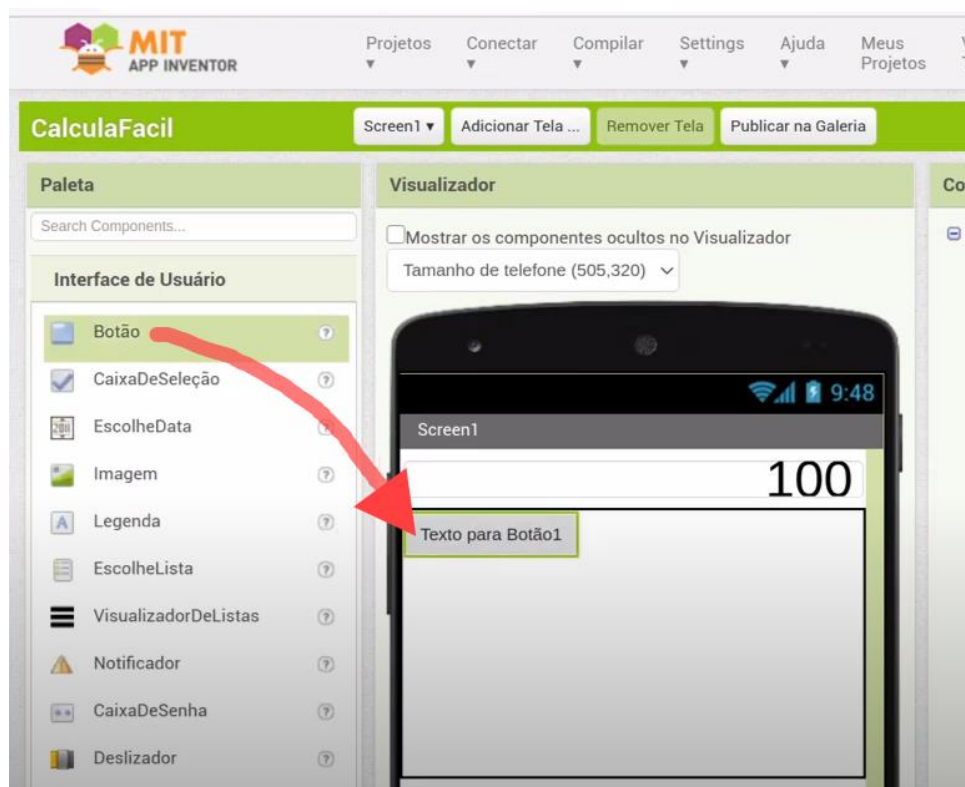 MIT
APP INVENTOR
Projetos
Conectar
Compilar
Settings
Ajuda
Meus
Projetos
CalculaFacil
Screen1
Adicionar Tela ...
Remover Tela
Publicar na Galeria
Paleta
Search Components...
Interface de Usuário
Botão
CaixaDeSeleção
EscolheData
Imagem
Legenda
EscolheLista
VisualizadorDeListas
Notificador
CaixaDeSenha
Deslizador
Visualizador
Mostrar os componentes ocultos no Visualizador
Tamanho de telefone (505,320)
9:48
Screen1
100
Texto para Botão1
Co